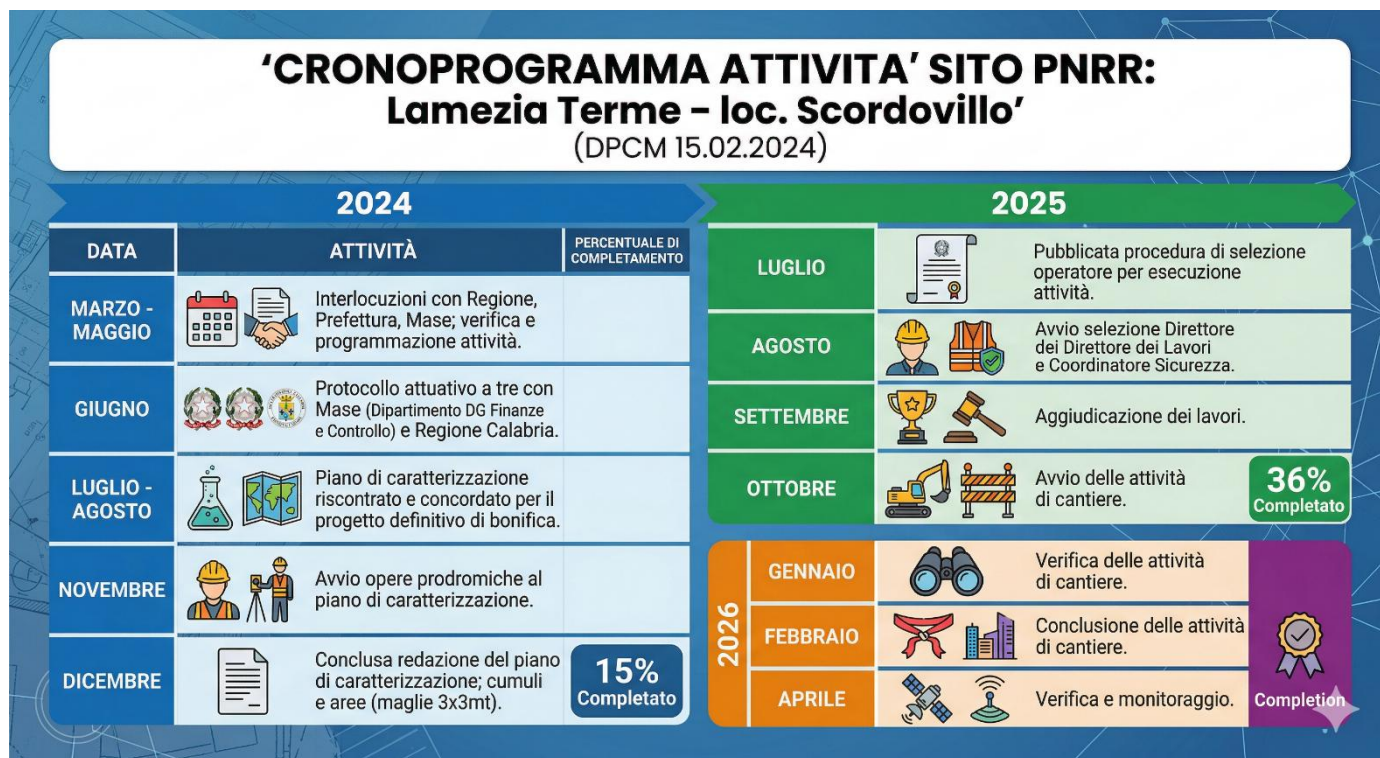 'CRONOPROGRAMMA ATTIVITA' SITO PNRR:
Lamezia Terme - loc. Scordovillo'
(DPCM 15.02.2024)
2024
DATA
ATTIVITÀ
PERCENTUALE DI
COMPLETAMENTO
MARZO -
MAGGIO
Interlocuzioni con Regione,
Prefettura, Mase; verifica e
programmazione attività.
GIUGNO
Protocollo attuativo a tre con
Mase (Dipartimento DG Finanze
e Controllo) e Regione Calabria.
LUGLIO -
AGOSTO
Piano di caratterizzazione
riscontrato e concordato per il
progetto definitivo di bonifica.
NOVEMBRE
Avvio opere prodromiche al
piano di caratterizzazione.
DICEMBRE
Conclusa redazione del piano
di caratterizzazione; cumuli
e aree (maglie 3x3mt).
15%
Completato
2025
LUGLIO
Pubblicata procedura di selezione
operatore per esecuzione
attività.
AGOSTO
Avvio selezione Direttore
dei Direttore dei Lavori
e Coordinatore Sicurezza.
SETTEMBRE
Aggiudicazione dei lavori.
OTTOBRE
Avvio delle attività
di cantiere.
36%
Completato
2026
GENNAIO
Verifica delle attività
di cantiere.
FEBBRAIO
Conclusione delle attività
di cantiere.
APRILE
Verifica e monitoraggio.
Completion